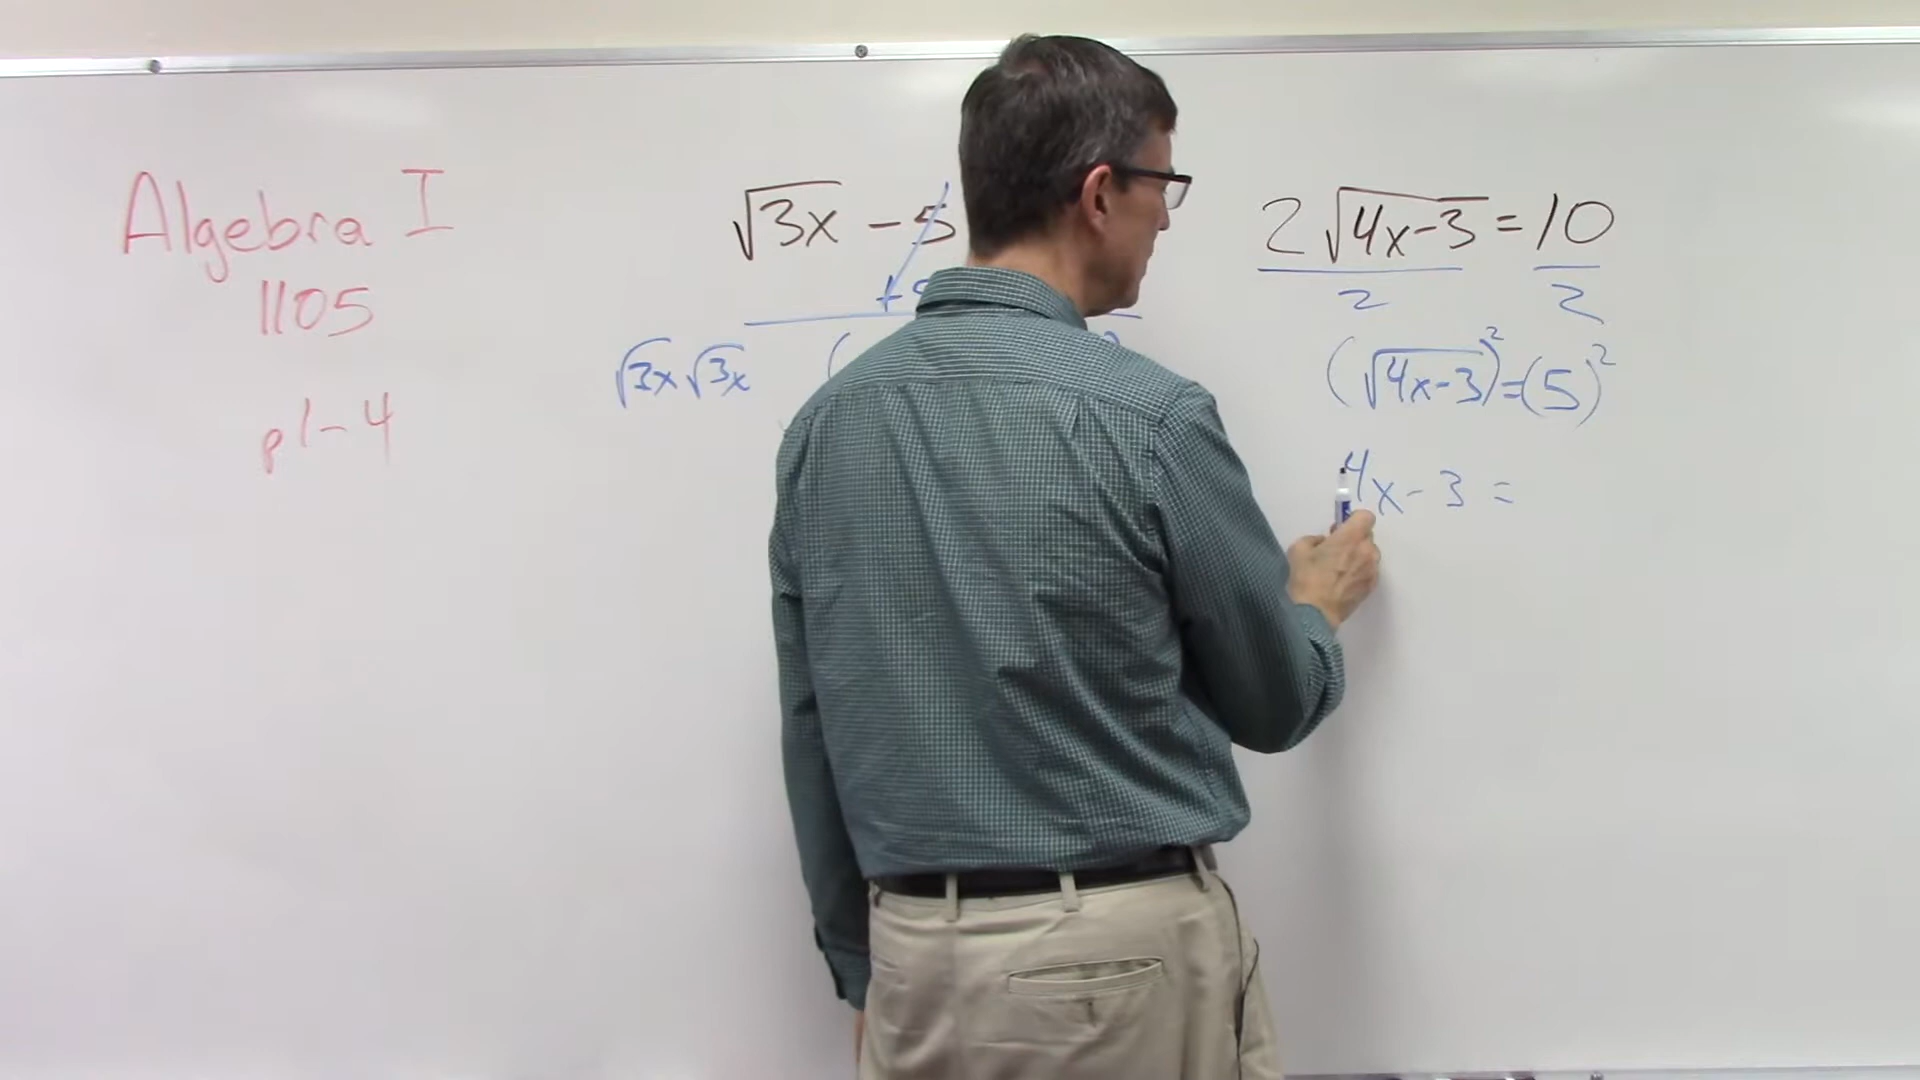 Algebra I
1105
p1-4
√3x - 5
+
√3x √3x (
2√4x-3 = 10
2 2
(√4x-3)² = (5)²
4x - 3 =